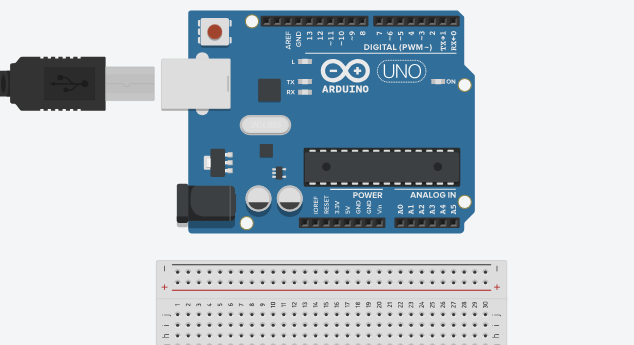 AREF
GND
13
12
~11
~10
~9
8
7
~6
~5
4
~3
2
TX→1
RX←0
DIGITAL (PWM~)
L
TX
RX
ARDUINO
UNO
ON
POWER
ANALOG IN
IOREF
RESET
3.3V
5V
GND
GND
Vin
A0
A1
A2
A3
A4
A5
1 2 3 4 5 6 7 8 9 10 11 12 13 14 15 16 17 18 19 20 21 22 23 24 25 26 27 28 29 30
j j
i i
h h